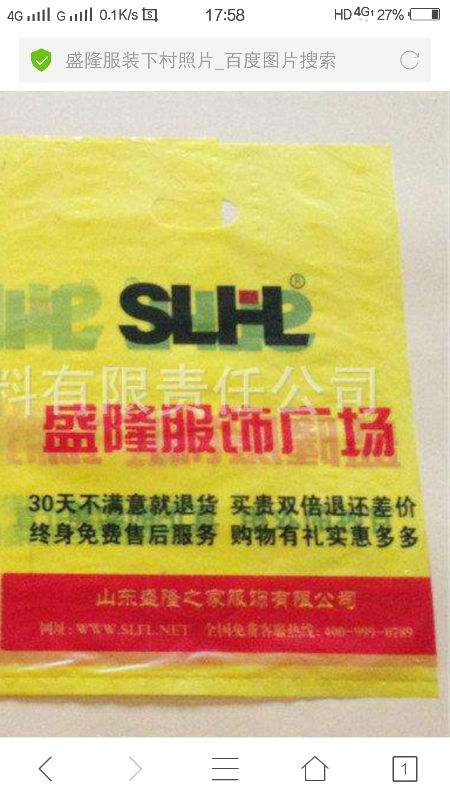 4G G 0.1K/s 17:58 HD 4G 1 27%
盛隆服装下村照片_百度图片搜索
SLHL®
料有限责任公司
盛隆服饰广场
30天不满意就退货 买贵双倍退还差价
终身免费售后服务 购物有礼实惠多多
山东盛隆之家服饰有限公司
网址:WWW.SLFL.NET 全国免费客服热线:400-999-0789
1